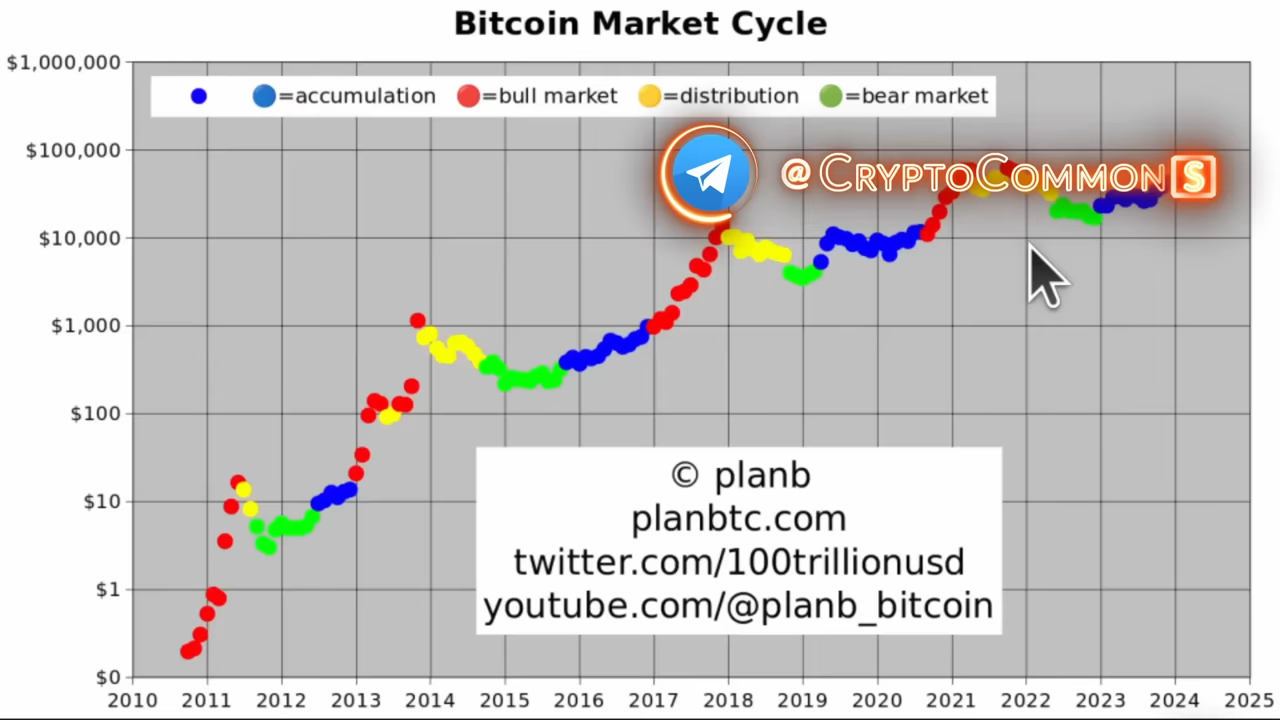 Bitcoin Market Cycle
$1,000,000
=accumulation =bull market =distribution =bear market
$100,000
@CRYPTOCOMMONS
$10,000
$1,000
$100
© planb
planbtc.com
$10
twitter.com/100trillionusd
$1
youtube.com/@planb_bitcoin
$0
2010 2011 2012 2013 2014 2015 2016 2017 2018 2019 2020 2021 2022 2023 2024 2025